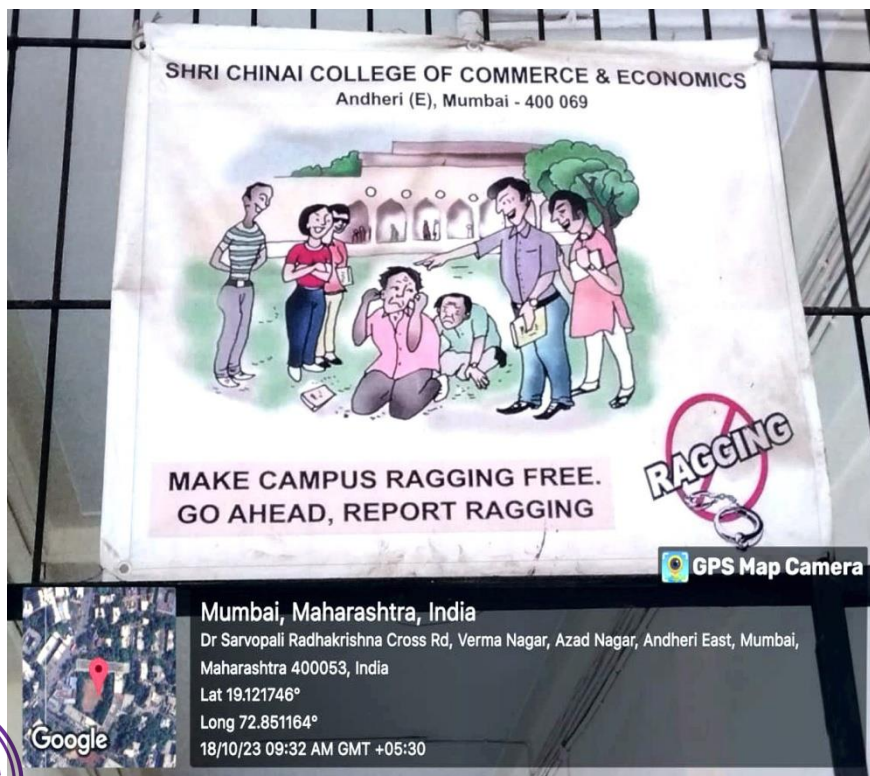 SHRI CHINAI COLLEGE OF COMMERCE & ECONOMICS
Andheri (E), Mumbai - 400 069
RAGGING
MAKE CAMPUS RAGGING FREE.
GO AHEAD, REPORT RAGGING
GPS Map Camera
Mumbai, Maharashtra, India
Dr Sarvopali Radhakrishna Cross Rd, Verma Nagar, Azad Nagar, Andheri East, Mumbai,
Maharashtra 400053, India
Lat 19.121746°
Long 72.851164°
18/10/23 09:32 AM GMT +05:30
Google